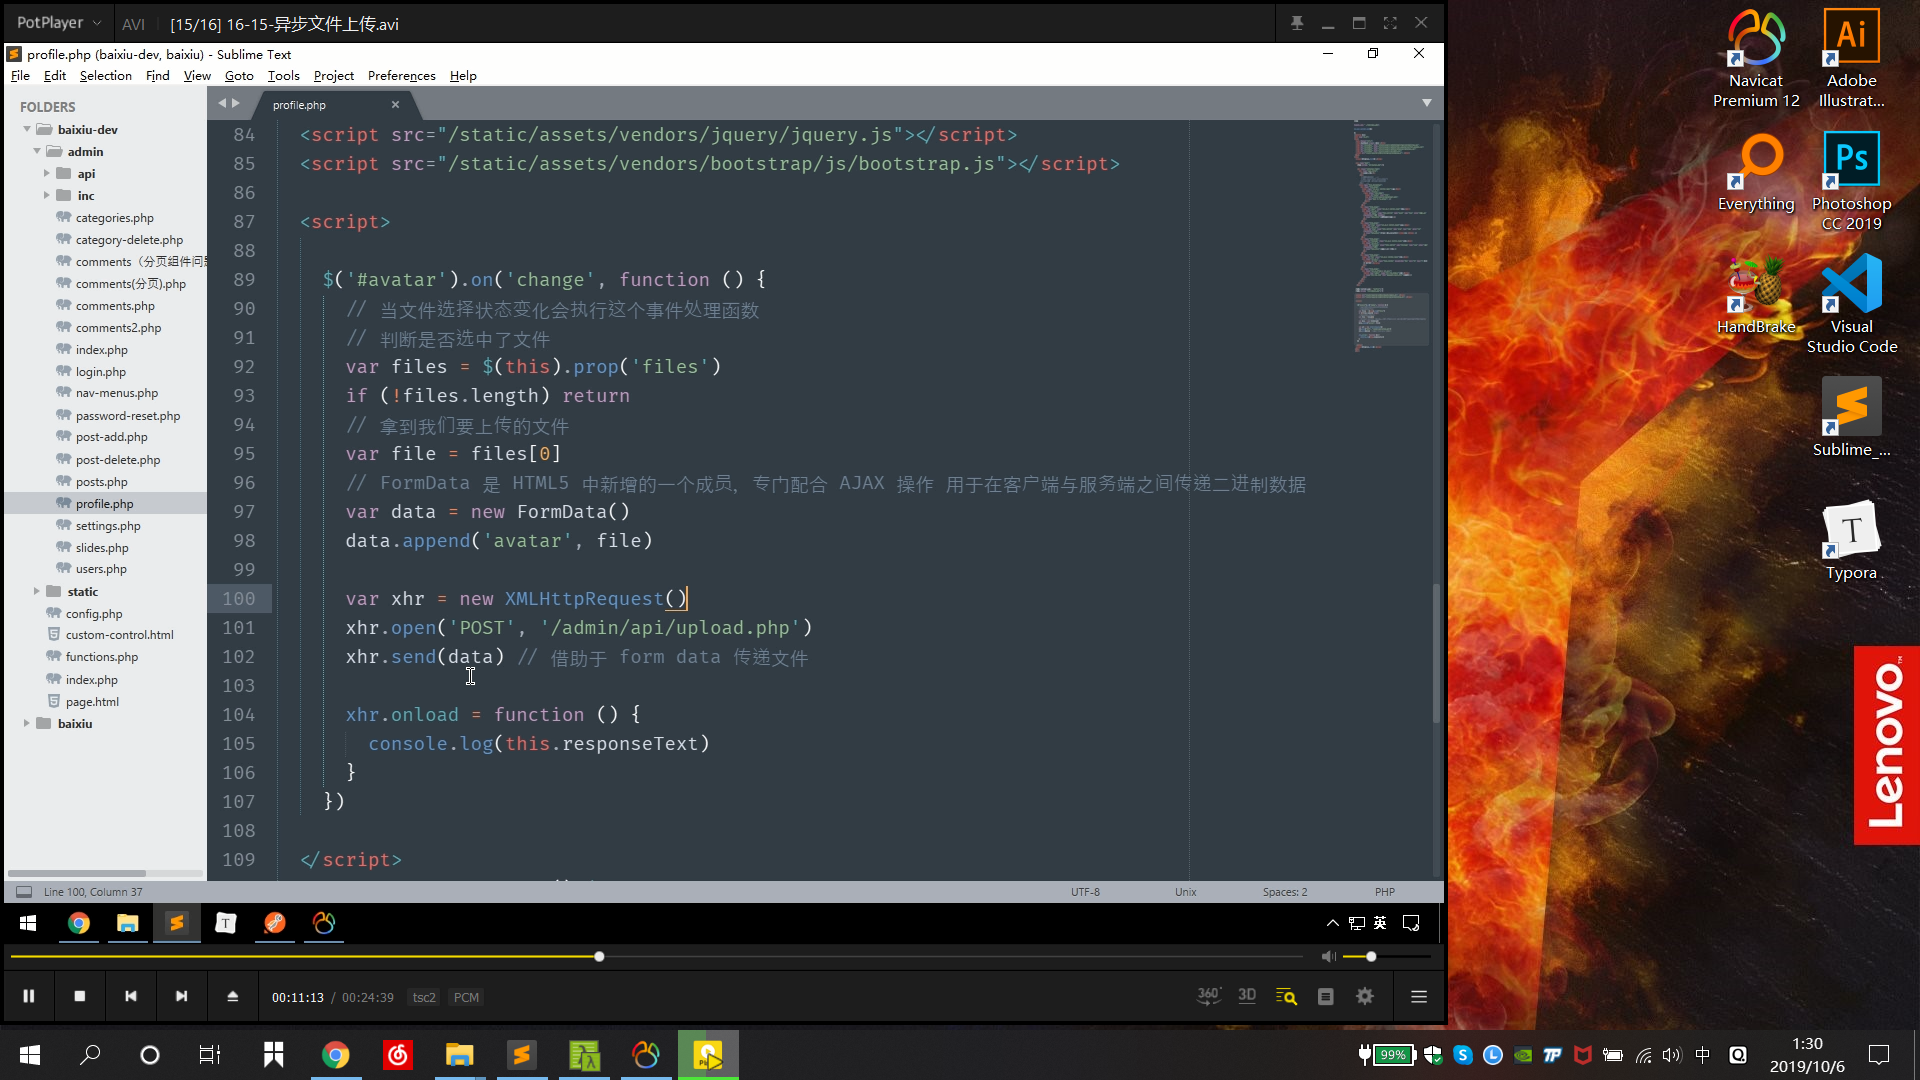 PotPlayer
AVI
[15/16] 16-15-异步文件上传.avi
profile.php (baixiu-dev, baixiu) - Sublime Text
File Edit Selection Find View Goto Tools Project Preferences Help
FOLDERS
baixiu-dev
admin
api
inc
categories.php
category-delete.php
comments（分页组件问
comments(分页).php
comments.php
comments2.php
index.php
login.php
nav-menus.php
password-reset.php
post-add.php
post-delete.php
posts.php
profile.php
settings.php
slides.php
users.php
static
config.php
custom-control.html
functions.php
index.php
page.html
baixiu
profile.php
84 <script src="/static/assets/vendors/jquery/jquery.js"></script>
85 <script src="/static/assets/vendors/bootstrap/js/bootstrap.js"></script>
86
87 <script>
88
89 $('#avatar').on('change', function () {
90 // 当文件选择状态变化会执行这个事件处理函数
91 // 判断是否选中了文件
92 var files = $(this).prop('files')
93 if (!files.length) return
94 // 拿到我们要上传的文件
95 var file = files[0]
96 // FormData 是 HTML5 中新增的一个成员，专门配合 AJAX 操作 用于在客户端与服务端之间传递二进制数据
97 var data = new FormData()
98 data.append('avatar', file)
99
100 var xhr = new XMLHttpRequest()
101 xhr.open('POST', '/admin/api/upload.php')
102 xhr.send(data) // 借助于 form data 传递文件
103
104 xhr.onload = function () {
105 console.log(this.responseText)
106 }
107 })
108
109 </script>
Line 100, Column 37
UTF-8
Unix
Spaces: 2
PHP
英
00:11:13 / 00:24:39 tsc2 PCM
360°
3D
Navicat Premium 12
Adobe Illustrat...
Everything
Photoshop CC 2019
HandBrake
Visual Studio Code
Sublime_...
Typora
Lenovo
99%
中
1:30
2019/10/6